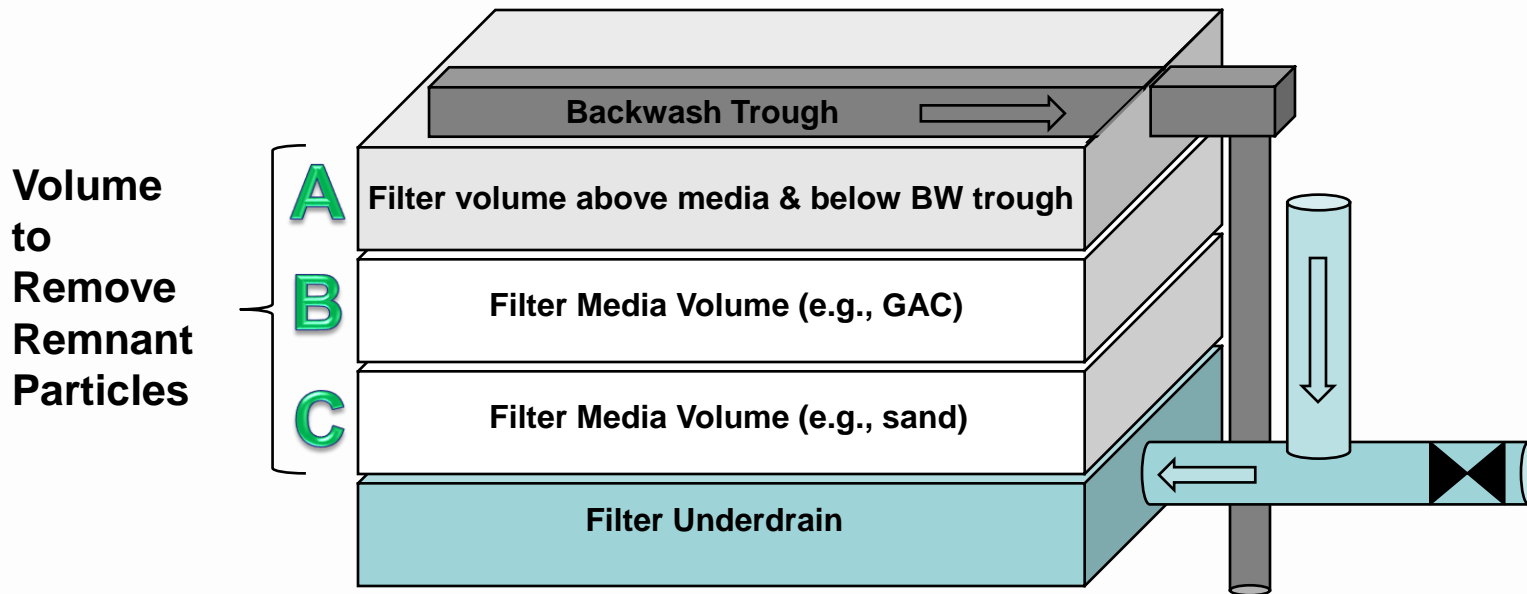 Backwash Trough
Volume
to
Remove
Remnant
Particles
A
Filter volume above media & below BW trough
B
Filter Media Volume (e.g., GAC)
C
Filter Media Volume (e.g., sand)
Filter Underdrain